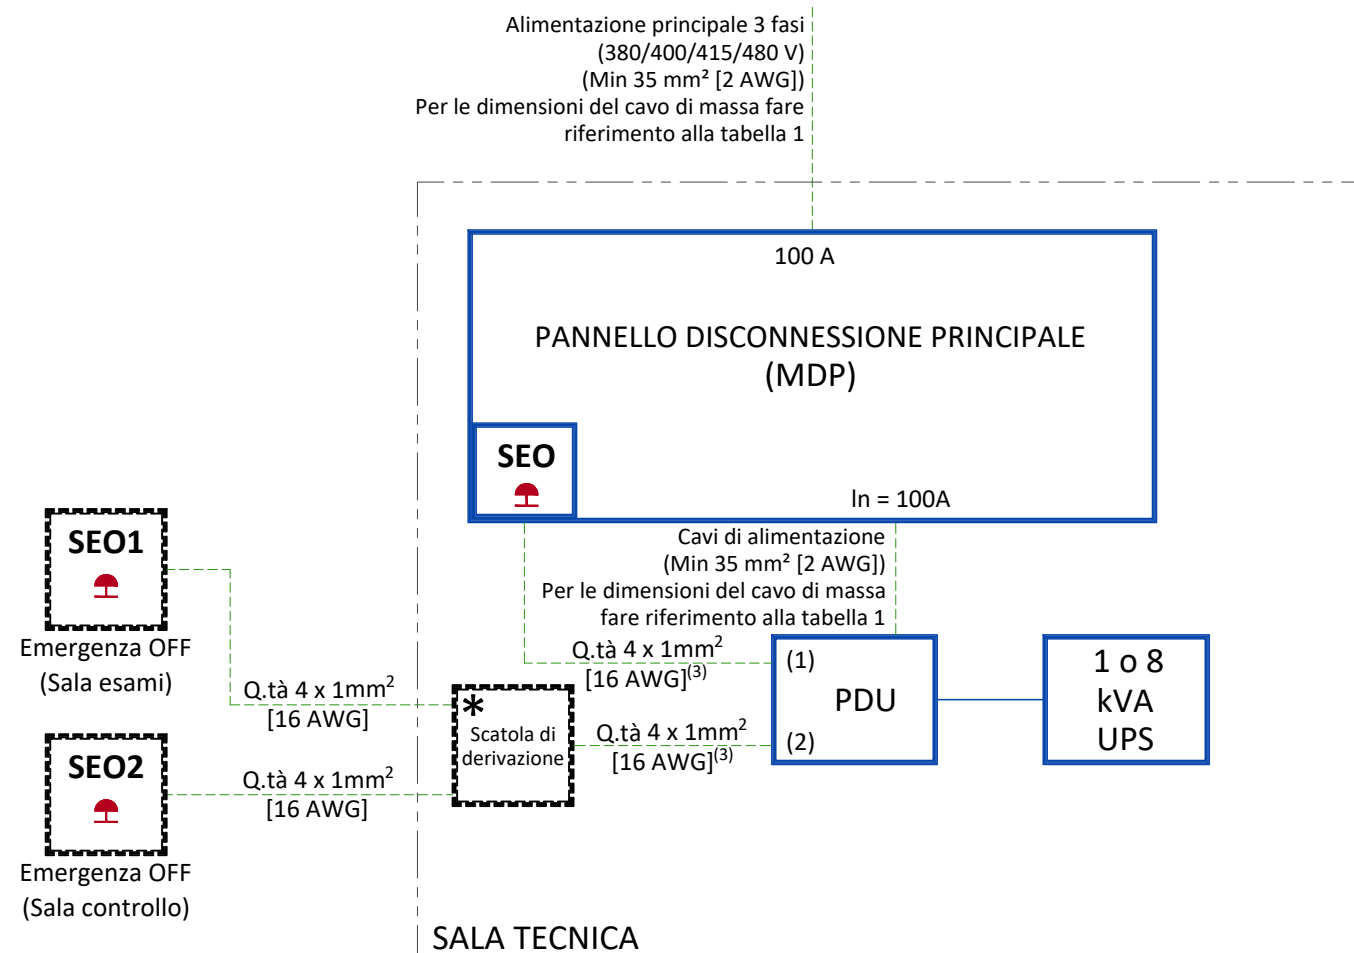 Alimentazione principale 3 fasi
(380/400/415/480 V)
(Min 35 mm² [2 AWG])
Per le dimensioni del cavo di massa fare
riferimento alla tabella 1
100 A
PANNELLO DISCONNESSIONE PRINCIPALE
(MDP)
SEO
In = 100A
Cavi di alimentazione
(Min 35 mm² [2 AWG])
Per le dimensioni del cavo di massa
fare riferimento alla tabella 1
SEO1
Emergenza OFF
(Sala esami)
Q.tà 4 x 1mm²
[16 AWG]
Q.tà 4 x 1mm²
[16 AWG]⁽³⁾
(1)
PDU
(2)
1 o 8
kVA
UPS
*
Scatola di
derivazione
Q.tà 4 x 1mm²
[16 AWG]⁽³⁾
SEO2
Emergenza OFF
(Sala controllo)
Q.tà 4 x 1mm²
[16 AWG]
SALA TECNICA